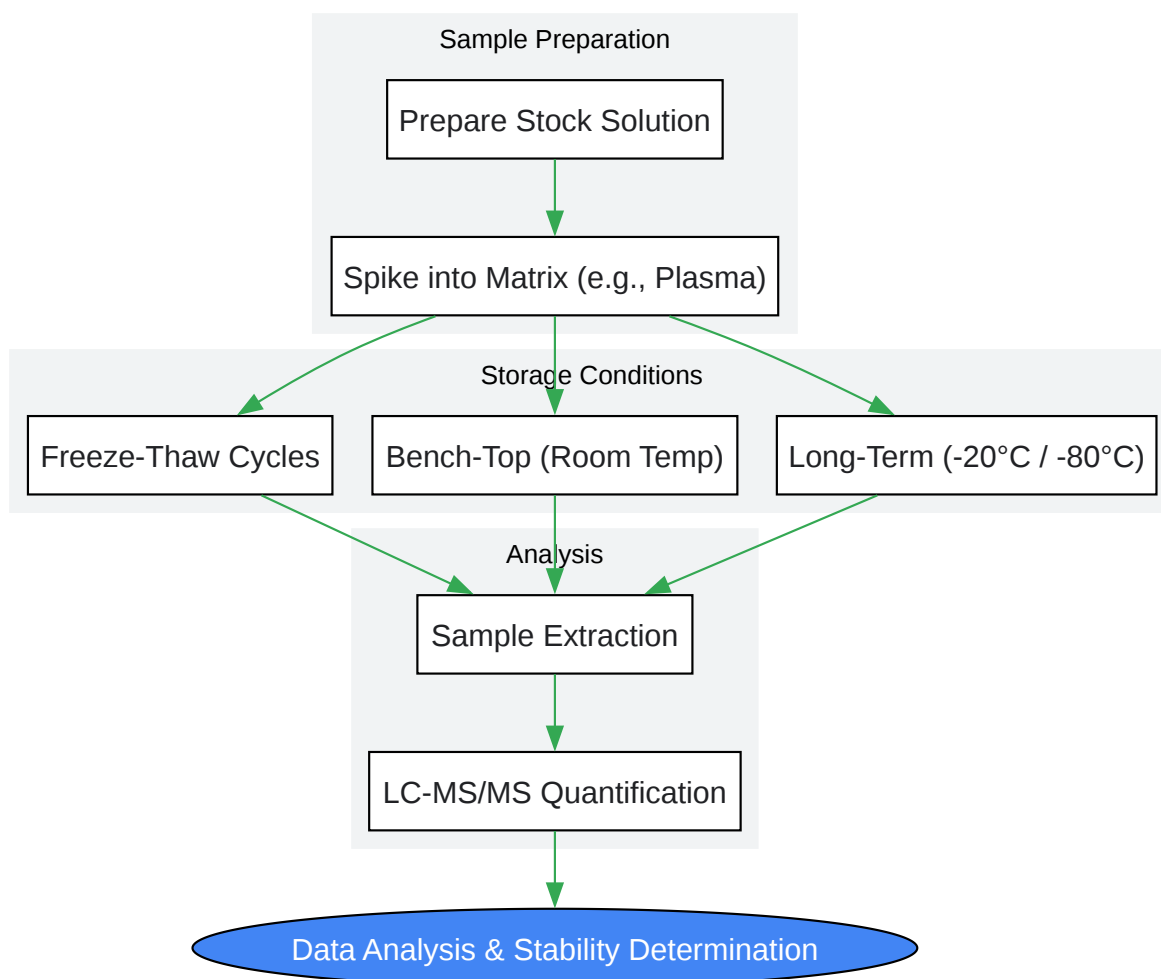 Sample Preparation
Prepare Stock Solution
Spike into Matrix (e.g., Plasma)
Storage Conditions
Freeze-Thaw Cycles
Bench-Top (Room Temp)
Long-Term (-20°C / -80°C)
Analysis
Sample Extraction
LC-MS/MS Quantification
Data Analysis & Stability Determination